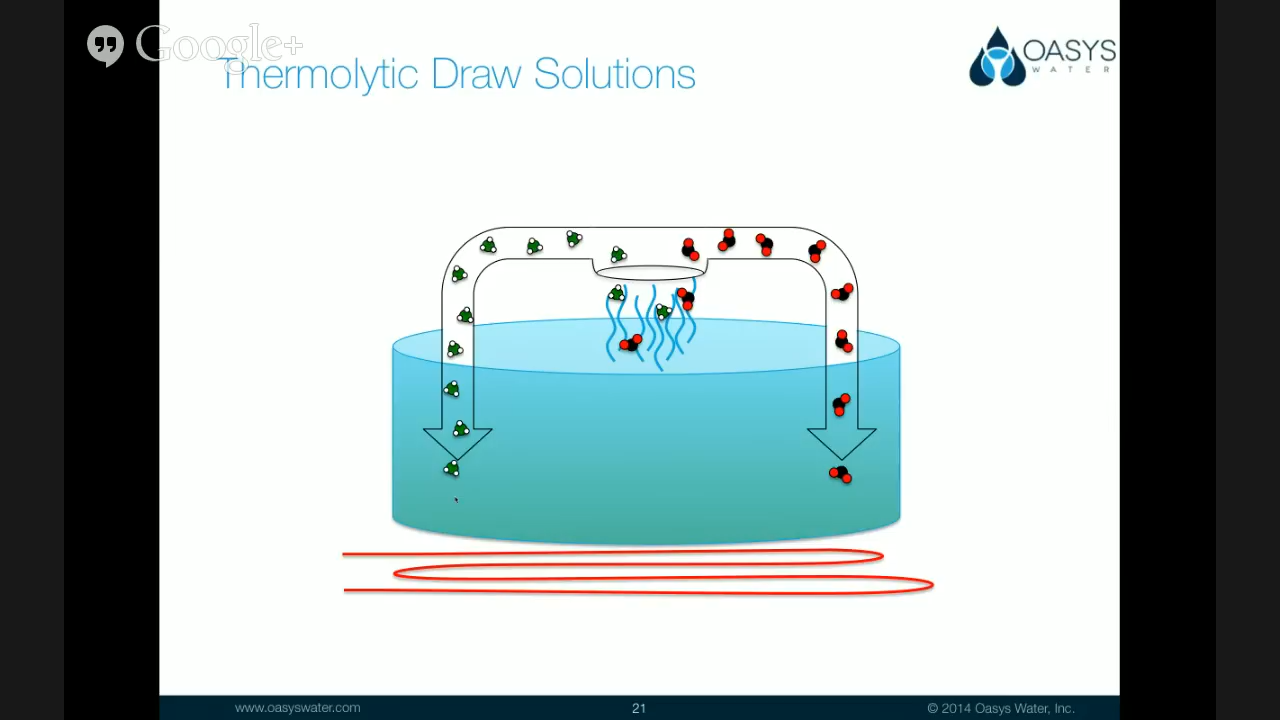 Google+
Thermolytic Draw Solutions
OASYS
WATER
www.oasyswater.com
21
© 2014 Oasys Water, Inc.